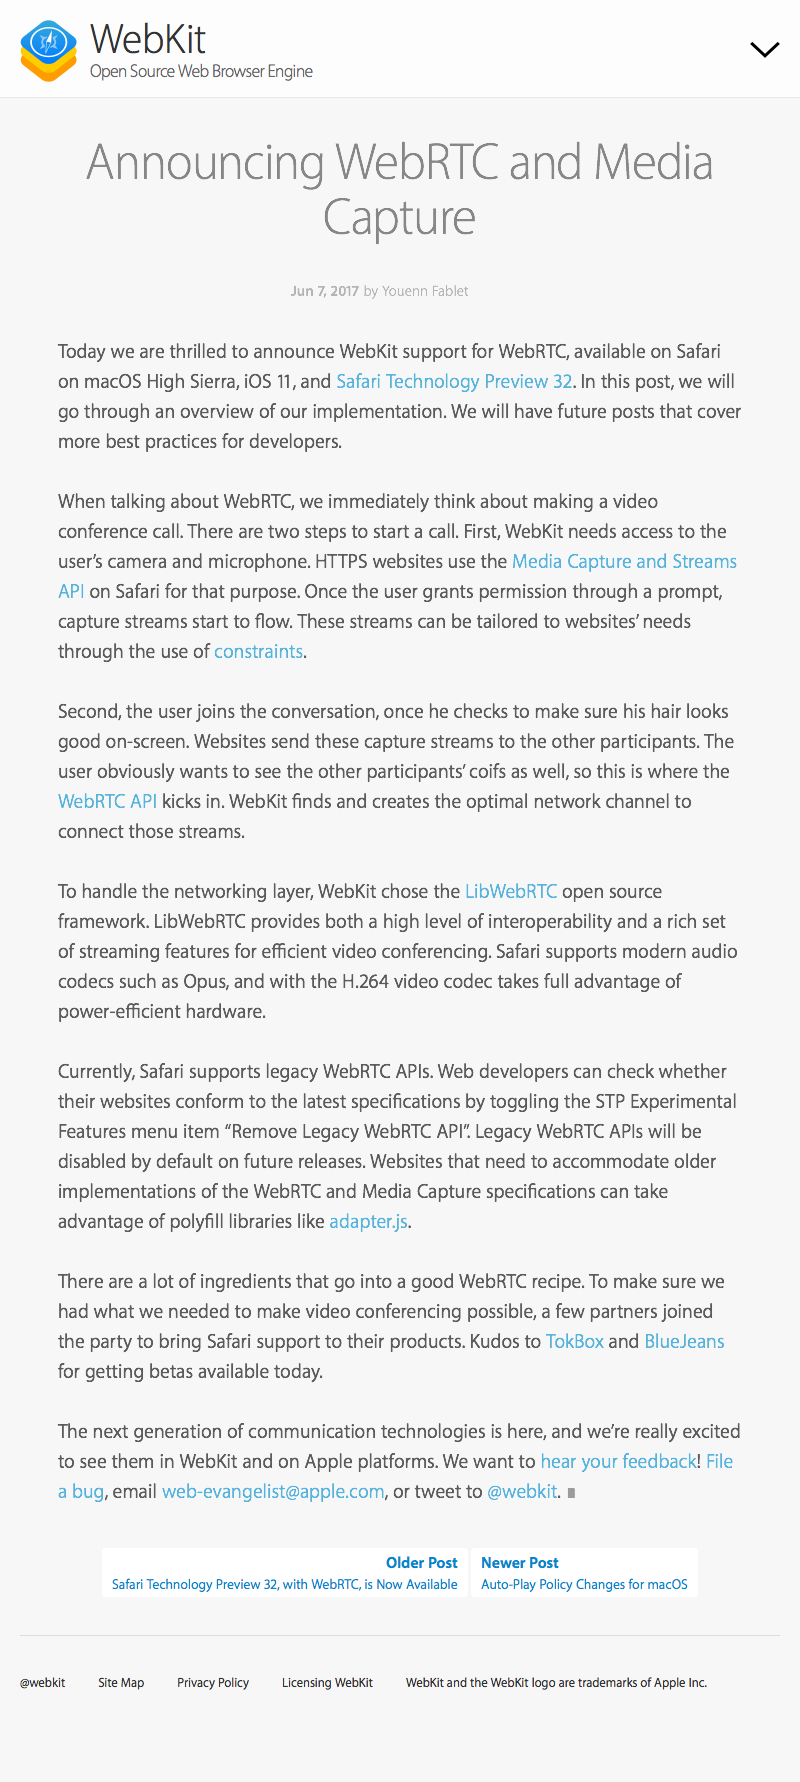 WebKit
Open Source Web Browser Engine
Announcing WebRTC and Media
Capture
Jun 7, 2017 by Youenn Fablet
Today we are thrilled to announce WebKit support for WebRTC, available on Safari
on macOS High Sierra, iOS 11, and Safari Technology Preview 32. In this post, we will
go through an overview of our implementation. We will have future posts that cover
more best practices for developers.
When talking about WebRTC, we immediately think about making a video
conference call. There are two steps to start a call. First, WebKit needs access to the
user’s camera and microphone. HTTPS websites use the Media Capture and Streams
API on Safari for that purpose. Once the user grants permission through a prompt,
capture streams start to flow. These streams can be tailored to websites’ needs
through the use of constraints.
Second, the user joins the conversation, once he checks to make sure his hair looks
good on-screen. Websites send these capture streams to the other participants. The
user obviously wants to see the other participants’ coifs as well, so this is where the
WebRTC API kicks in. WebKit finds and creates the optimal network channel to
connect those streams.
To handle the networking layer, WebKit chose the LibWebRTC open source
framework. LibWebRTC provides both a high level of interoperability and a rich set
of streaming features for efficient video conferencing. Safari supports modern audio
codecs such as Opus, and with the H.264 video codec takes full advantage of
power-efficient hardware.
Currently, Safari supports legacy WebRTC APIs. Web developers can check whether
their websites conform to the latest specifications by toggling the STP Experimental
Features menu item “Remove Legacy WebRTC API”. Legacy WebRTC APIs will be
disabled by default on future releases. Websites that need to accommodate older
implementations of the WebRTC and Media Capture specifications can take
advantage of polyfill libraries like adapter.js.
There are a lot of ingredients that go into a good WebRTC recipe. To make sure we
had what we needed to make video conferencing possible, a few partners joined
the party to bring Safari support to their products. Kudos to TokBox and BlueJeans
for getting betas available today.
The next generation of communication technologies is here, and we’re really excited
to see them in WebKit and on Apple platforms. We want to hear your feedback! File
a bug, email web-evangelist@apple.com, or tweet to @webkit. ∎
Older Post
Safari Technology Preview 32, with WebRTC, is Now Available
Newer Post
Auto-Play Policy Changes for macOS
@webkit Site Map Privacy Policy Licensing WebKit WebKit and the WebKit logo are trademarks of Apple Inc.